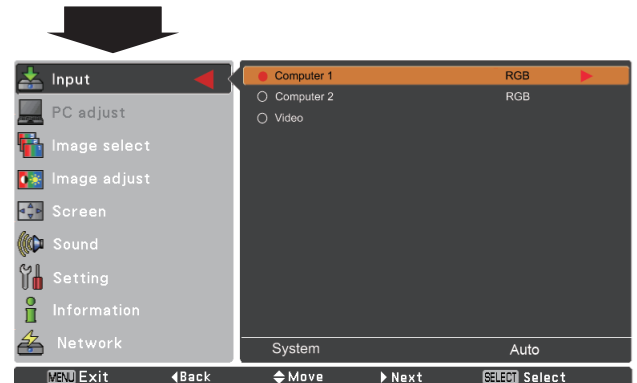 Input
PC adjust
Image select
Image adjust
Screen
Sound
Setting
Information
Network
Computer 1 RGB
Computer 2 RGB
Video
System Auto
MENU Exit Back Move Next SELECT Select